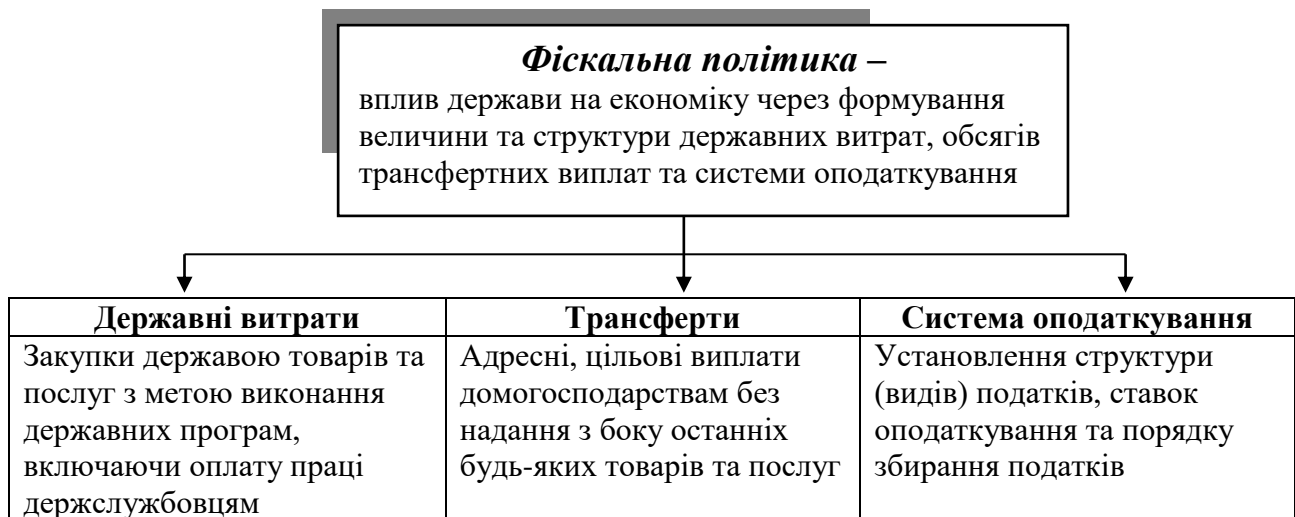 Фіскальна політика –
вплив держави на економіку через формування
величини та структури державних витрат, обсягів
трансфертних виплат та системи оподаткування
Державні витрати
Закупки державою товарів та
послуг з метою виконання
державних програм,
включаючи оплату праці
держслужбовцям
Трансферти
Адресні, цільові виплати
домогосподарствам без
надання з боку останніх
будь-яких товарів та послуг
Система оподаткування
Установлення структури
(видів) податків, ставок
оподаткування та порядку
збирання податків